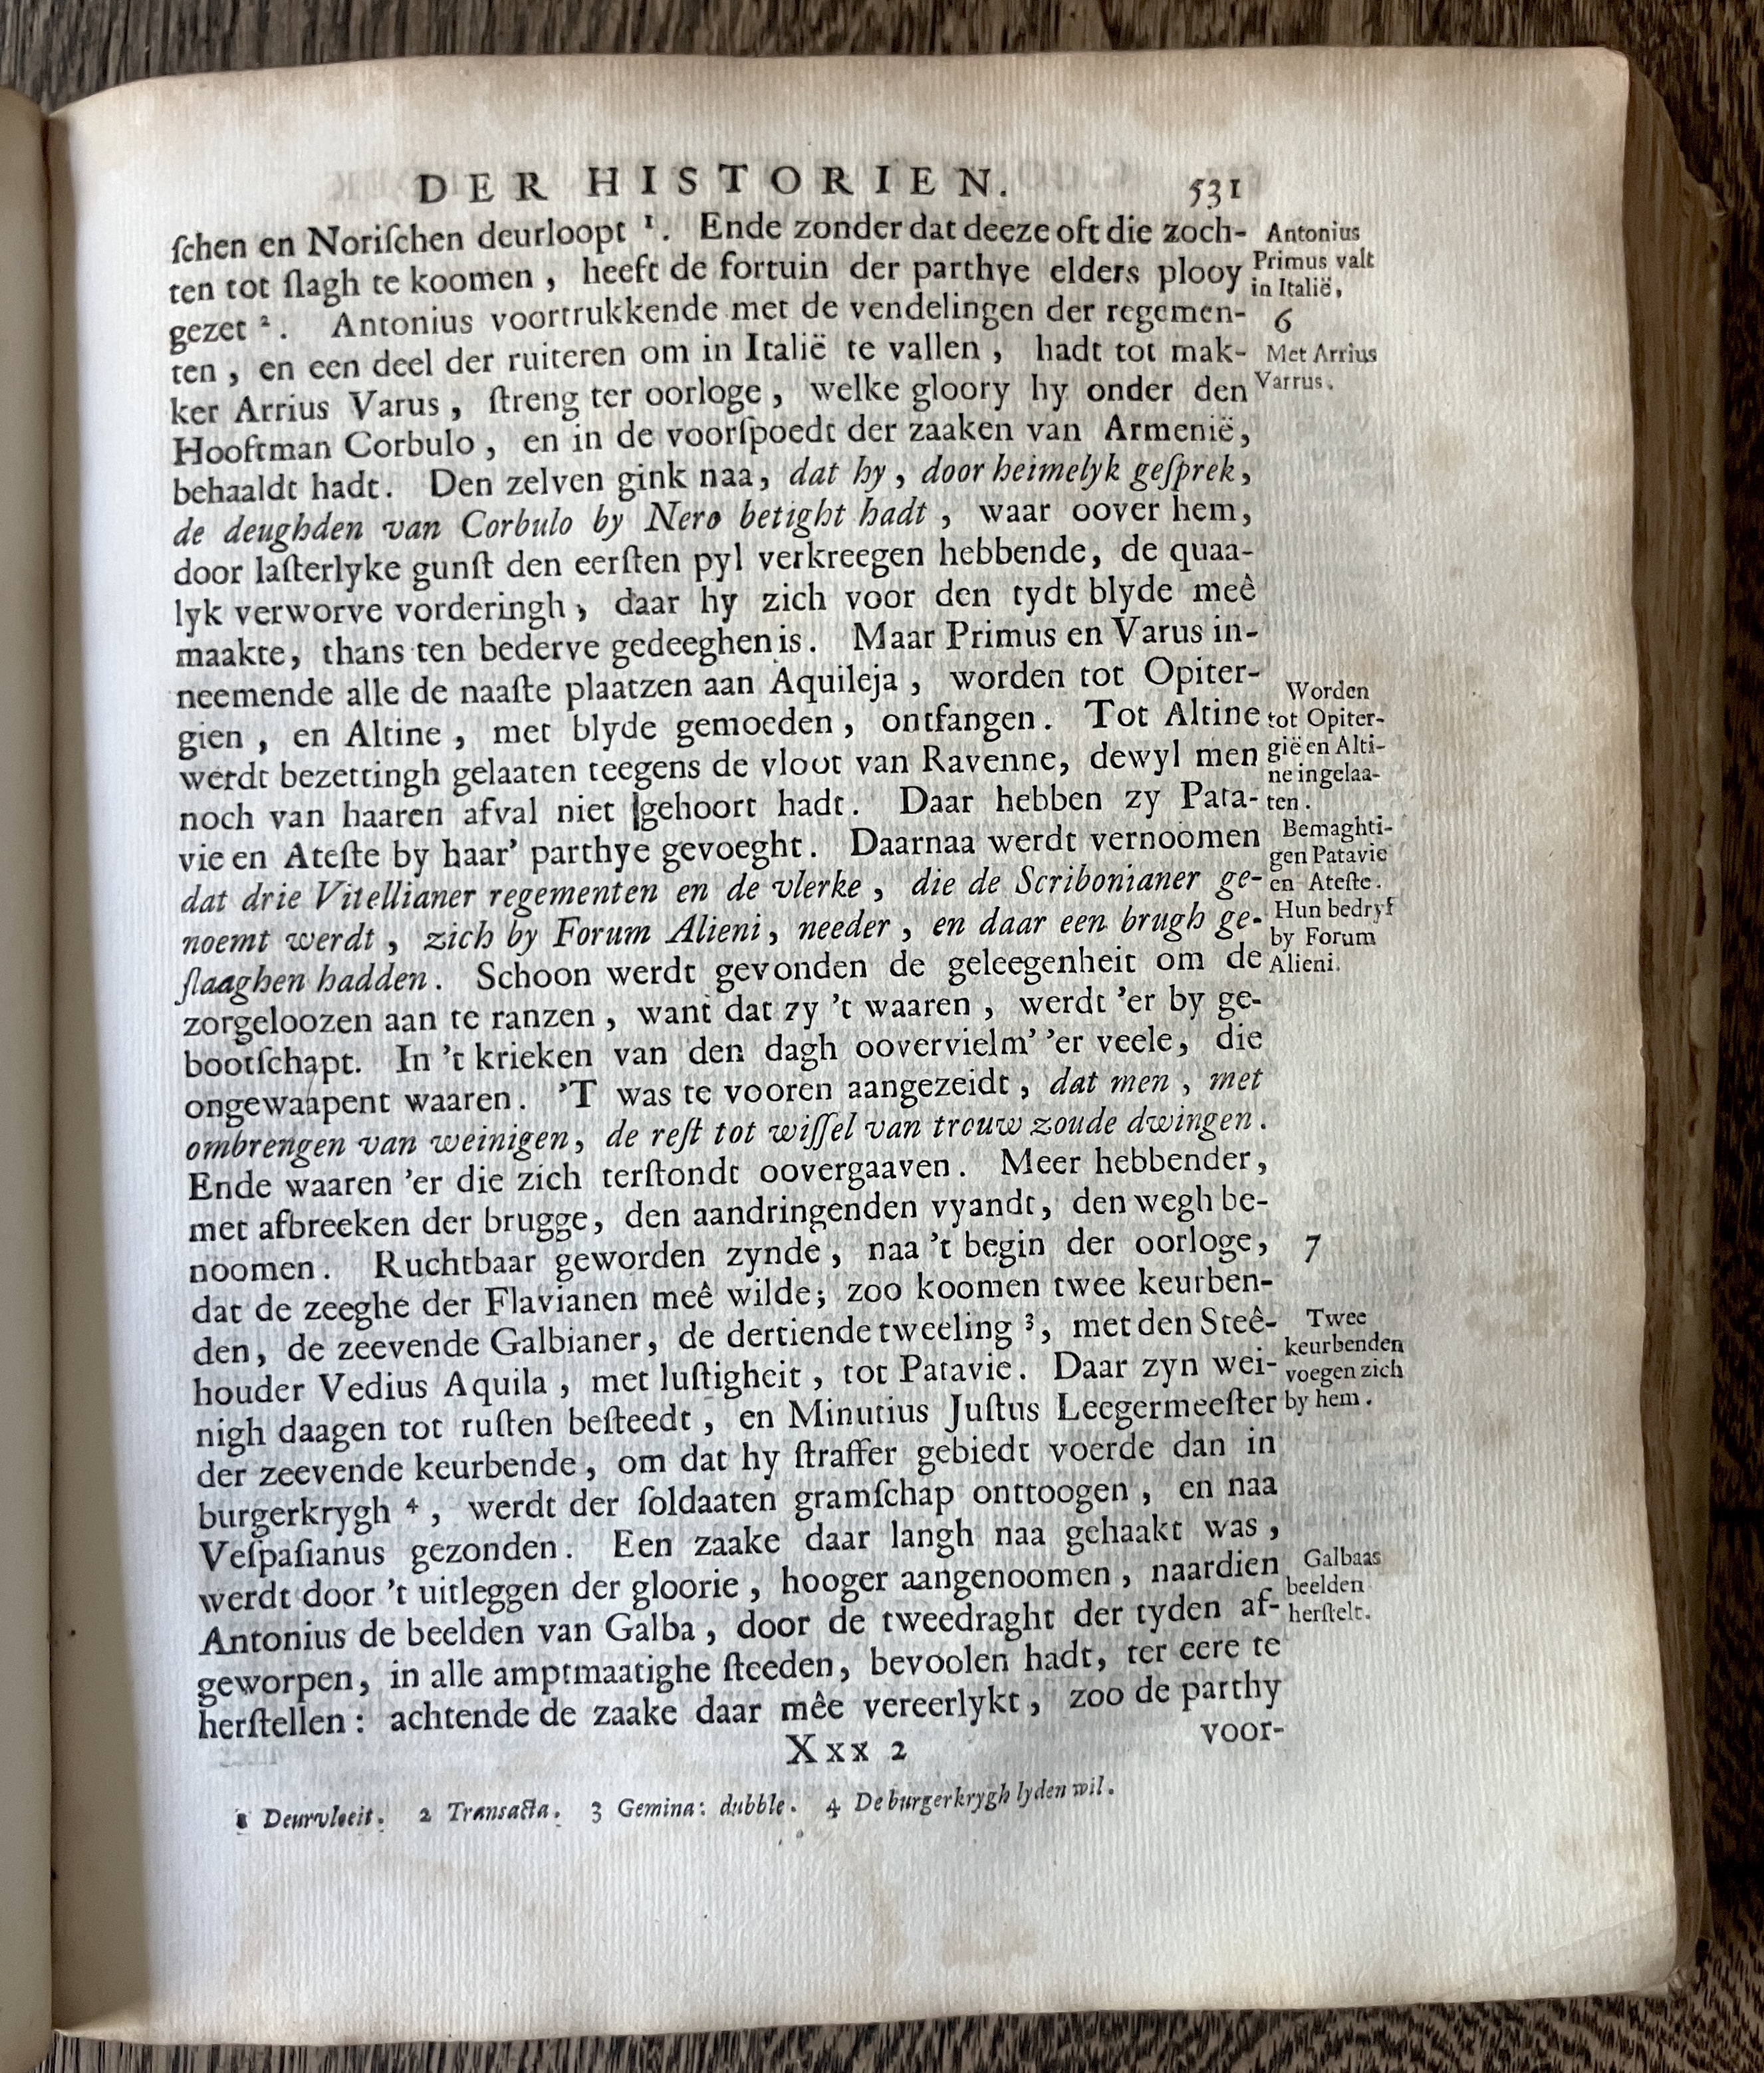 DER HISTORIEN. 531
ſchen en Noriſchen deurloopt ¹. Ende zonder dat deeze oft die zoch-
ten tot ſlagh te koomen, heeft de fortuin der parthye elders plooy
gezet ². Antonius voortrukkende met de vendelingen der regemen-
ten, en een deel der ruiteren om in Italië te vallen, hadt tot mak-
ker Arrius Varus, ſtreng ter oorloge, welke gloory hy onder den
Hooftman Corbulo, en in de voorſpoedt der zaaken van Armenië,
behaaldt hadt. Den zelven gink naa, dat hy, door heimelyk geſprek,
de deughden van Corbulo by Nero betight hadt, waar oover hem,
door laſterlyke gunſt den eerſten pyl verkreegen hebbende, de quaa-
lyk verworve vorderingh, daar hy zich voor den tydt blyde meê
maakte, thans ten bederve gedeeghen is. Maar Primus en Varus in-
neemende alle de naaſte plaatzen aan Aquileja, worden tot Opiter-
gien, en Altine, met blyde gemoeden, ontfangen. Tot Altine
werdt bezettingh gelaaten teegens de vloot van Ravenne, dewyl men
noch van haaren afval niet gehoort hadt. Daar hebben zy Pata-
vie en Ateſte by haar' parthye gevoeght. Daarnaa werdt vernoomen
dat drie Vitellianer regementen en de vlerke, die de Scribonianer ge-
noemt werdt, zich by Forum Alieni, needer, en daar een brugh ge-
ſlaaghen hadden. Schoon werdt gevonden de geleegenheit om de
zorgeloozen aan te ranzen, want dat zy 't waaren, werdt 'er by ge-
bootſchapt. In 't krieken van den dagh oovervielm' 'er veele, die
ongewaapent waaren. 'T was te vooren aangezeidt, dat men, met
ombrengen van weinigen, de reſt tot wiſſel van trouw zoude dwingen.
Ende waaren 'er die zich terſtondt oovergaaven. Meer hebbender,
met afbreeken der brugge, den aandringenden vyandt, den wegh be-
noomen. Ruchtbaar geworden zynde, naa 't begin der oorloge,
dat de zeeghe der Flavianen meê wilde; zoo koomen twee keurben-
den, de zeevende Galbianer, de dertiende tweeling ³, met den Steê-
houder Vedius Aquila, met luſtigheit, tot Patavie. Daar zyn wei-
nigh daagen tot ruſten beſteedt, en Minutius Juſtus Leegermeeſter
der zeevende keurbende, om dat hy ſtraffer gebiedt voerde dan in
burgerkrygh ⁴, werdt der ſoldaaten gramſchap onttoogen, en naa
Veſpaſianus gezonden. Een zaake daar langh naa gehaakt was,
werdt door 't uitleggen der gloorie, hooger aangenoomen, naardien
Antonius de beelden van Galba, door de tweedraght der tyden af-
geworpen, in alle amptmaatighe ſteeden, bevoolen hadt, ter eere te
herſtellen: achtende de zaake daar mêe vereerlykt, zoo de parthy
Xxx 2 voor-
1 Deurvloeit. 2 Transacta. 3 Gemina: dubble. 4 De burgerkrygh lyden wil.
Antonius
Primus valt
in Italië,
6
Met Arrius
Varrus.
Worden
tot Opiter-
gië en Alti-
ne ingelaa-
ten.
Bemaghti-
gen Patavie
en Ateſte.
Hun bedryf
by Forum
Alieni.
7
Twee
keurbenden
voegen zich
by hem.
Galbaas
beelden
herſtelt.